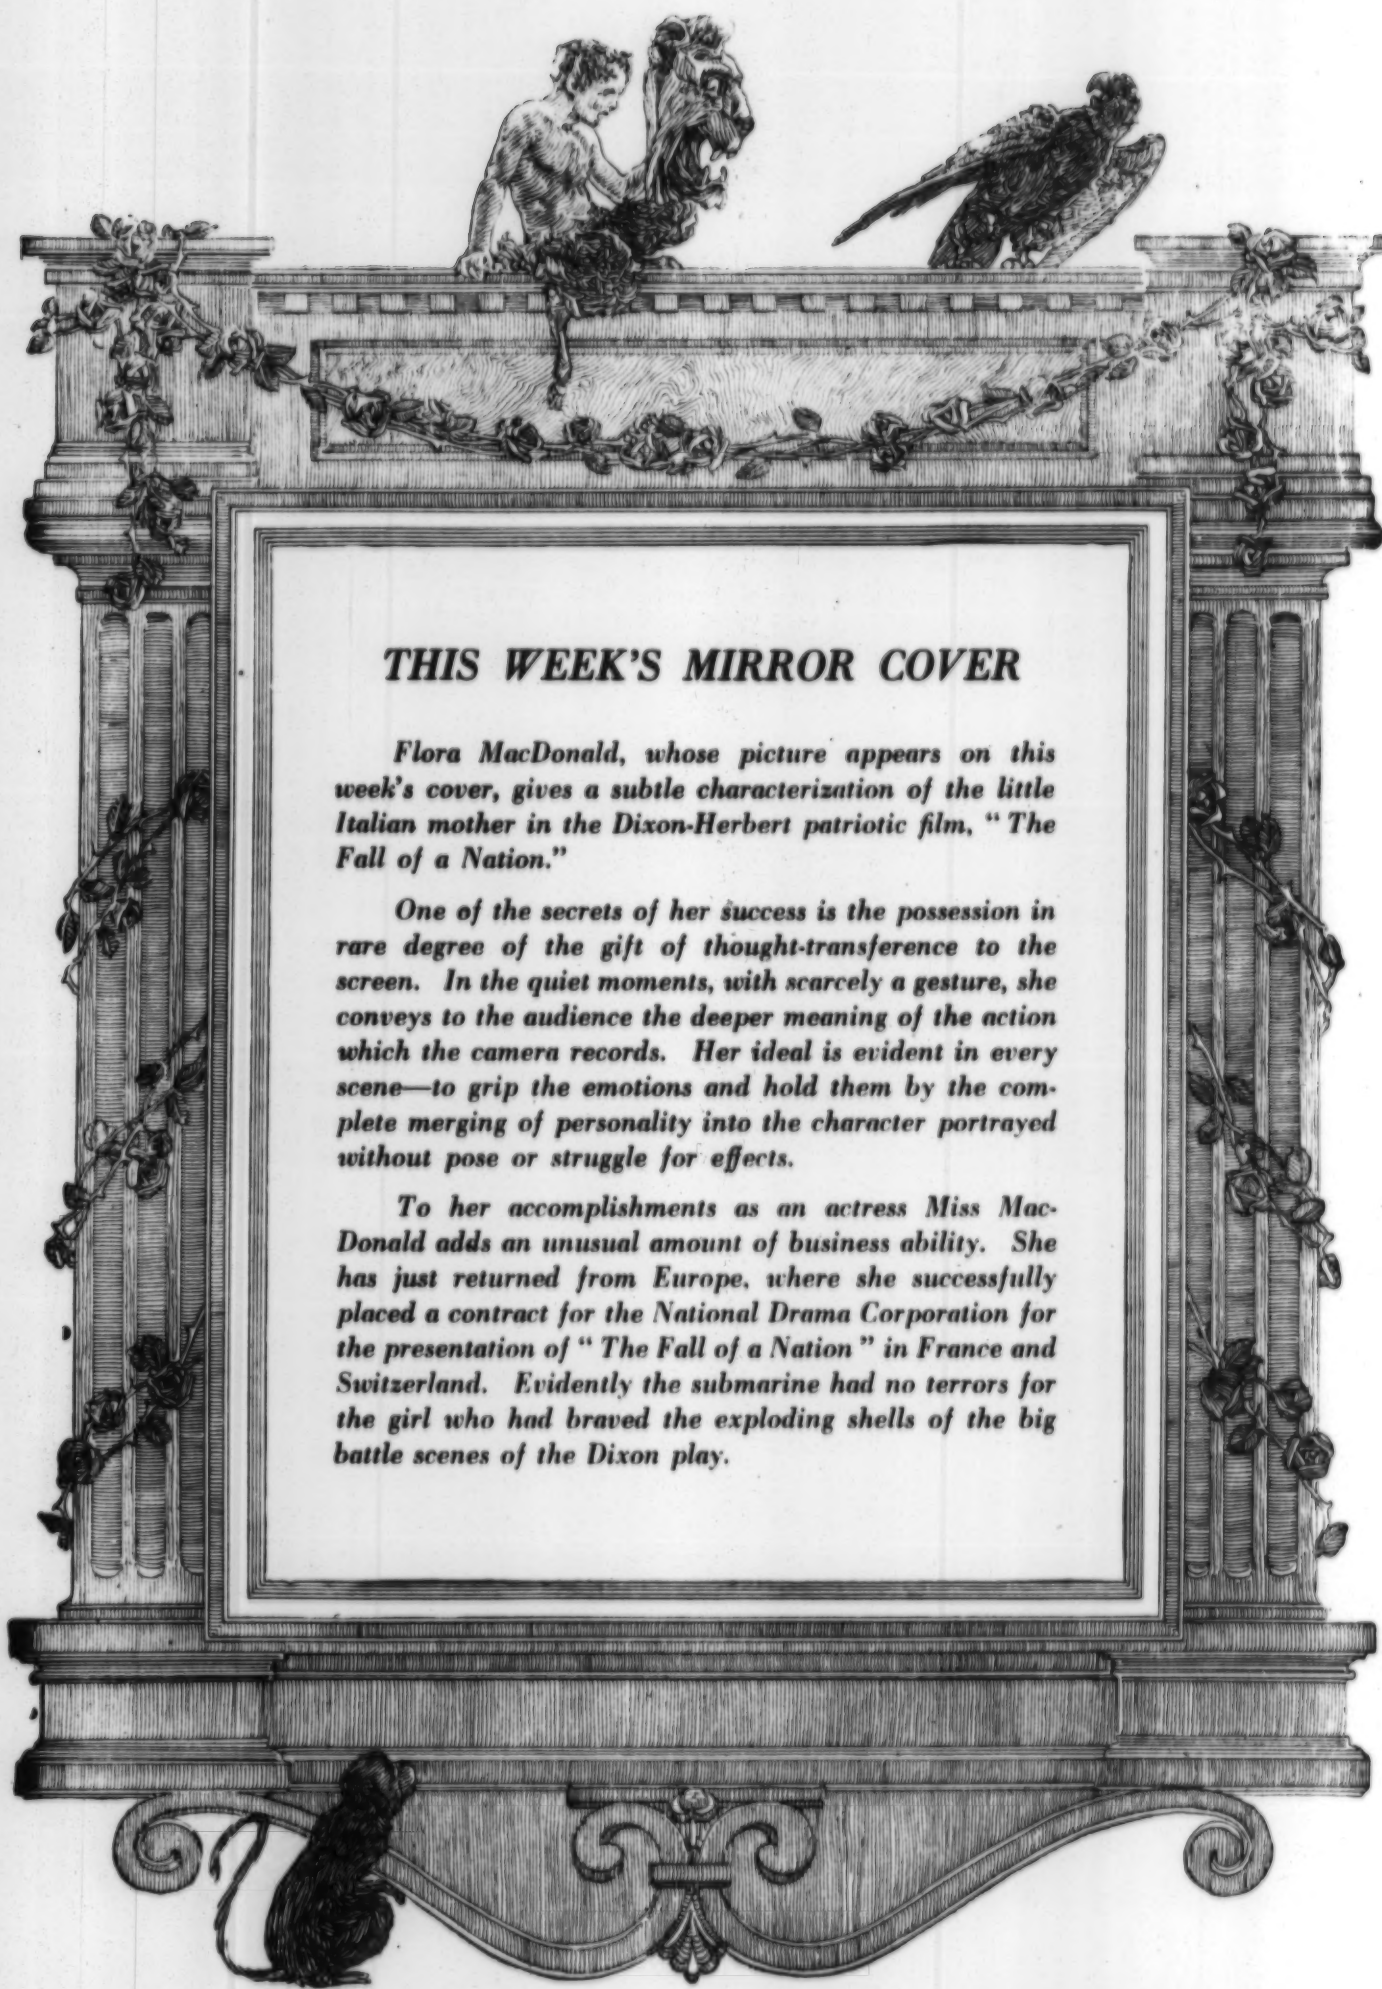 THIS WEEK'S MIRROR COVER
Flora MacDonald, whose picture appears on this
week's cover, gives a subtle characterization of the little
Italian mother in the Dixon-Herbert patriotic film, "The
Fall of a Nation."
One of the secrets of her success is the possession in
rare degree of the gift of thought-transference to the
screen. In the quiet moments, with scarcely a gesture, she
conveys to the audience the deeper meaning of the action
which the camera records. Her ideal is evident in every
scene—to grip the emotions and hold them by the com-
plete merging of personality into the character portrayed
without pose or struggle for effects.
To her accomplishments as an actress Miss Mac-
Donald adds an unusual amount of business ability. She
has just returned from Europe, where she successfully
placed a contract for the National Drama Corporation for
the presentation of "The Fall of a Nation" in France and
Switzerland. Evidently the submarine had no terrors for
the girl who had braved the exploding shells of the big
battle scenes of the Dixon play.